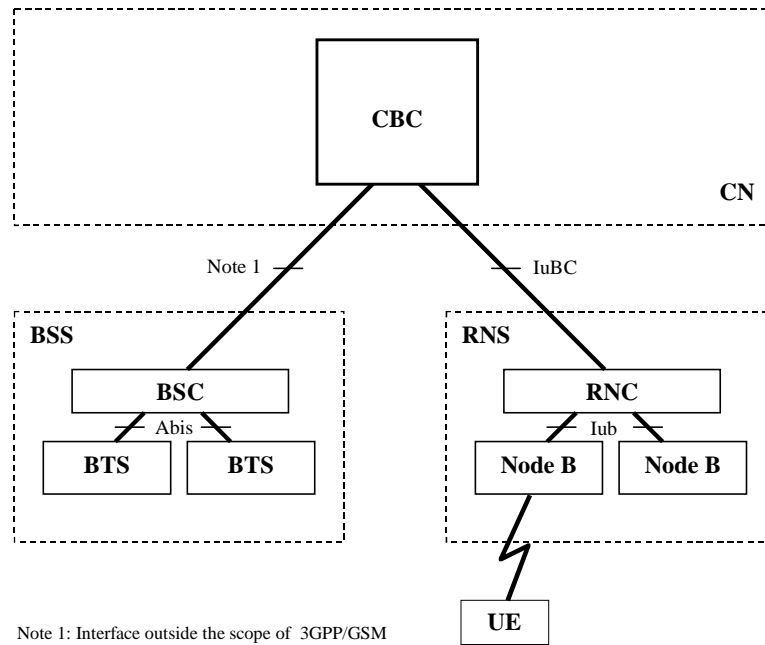 CBC
CN
Note 1
IuBC
BSS
RNS
BSC
RNC
Abis
Iub
BTS
BTS
Node B
Node B
UE
Note 1: Interface outside the scope of 3GPP/GSM